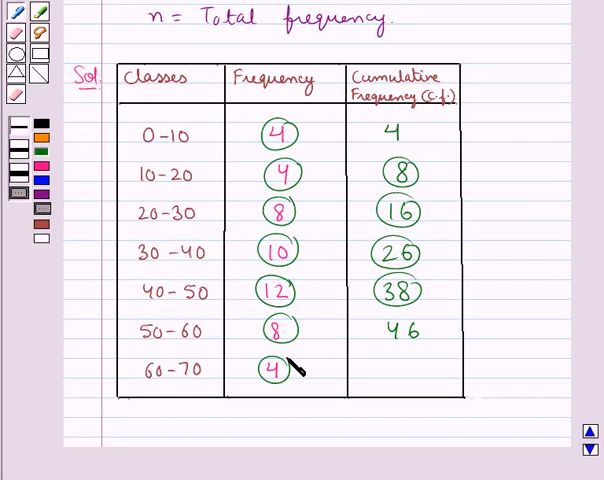 n = Total frequency.
Sol. Classes Frequency Cumulative Frequency (c.f.)
0-10 4 4
10-20 4 8
20-30 8 16
30-40 10 26
40-50 12 38
50-60 8 46
60-70 4